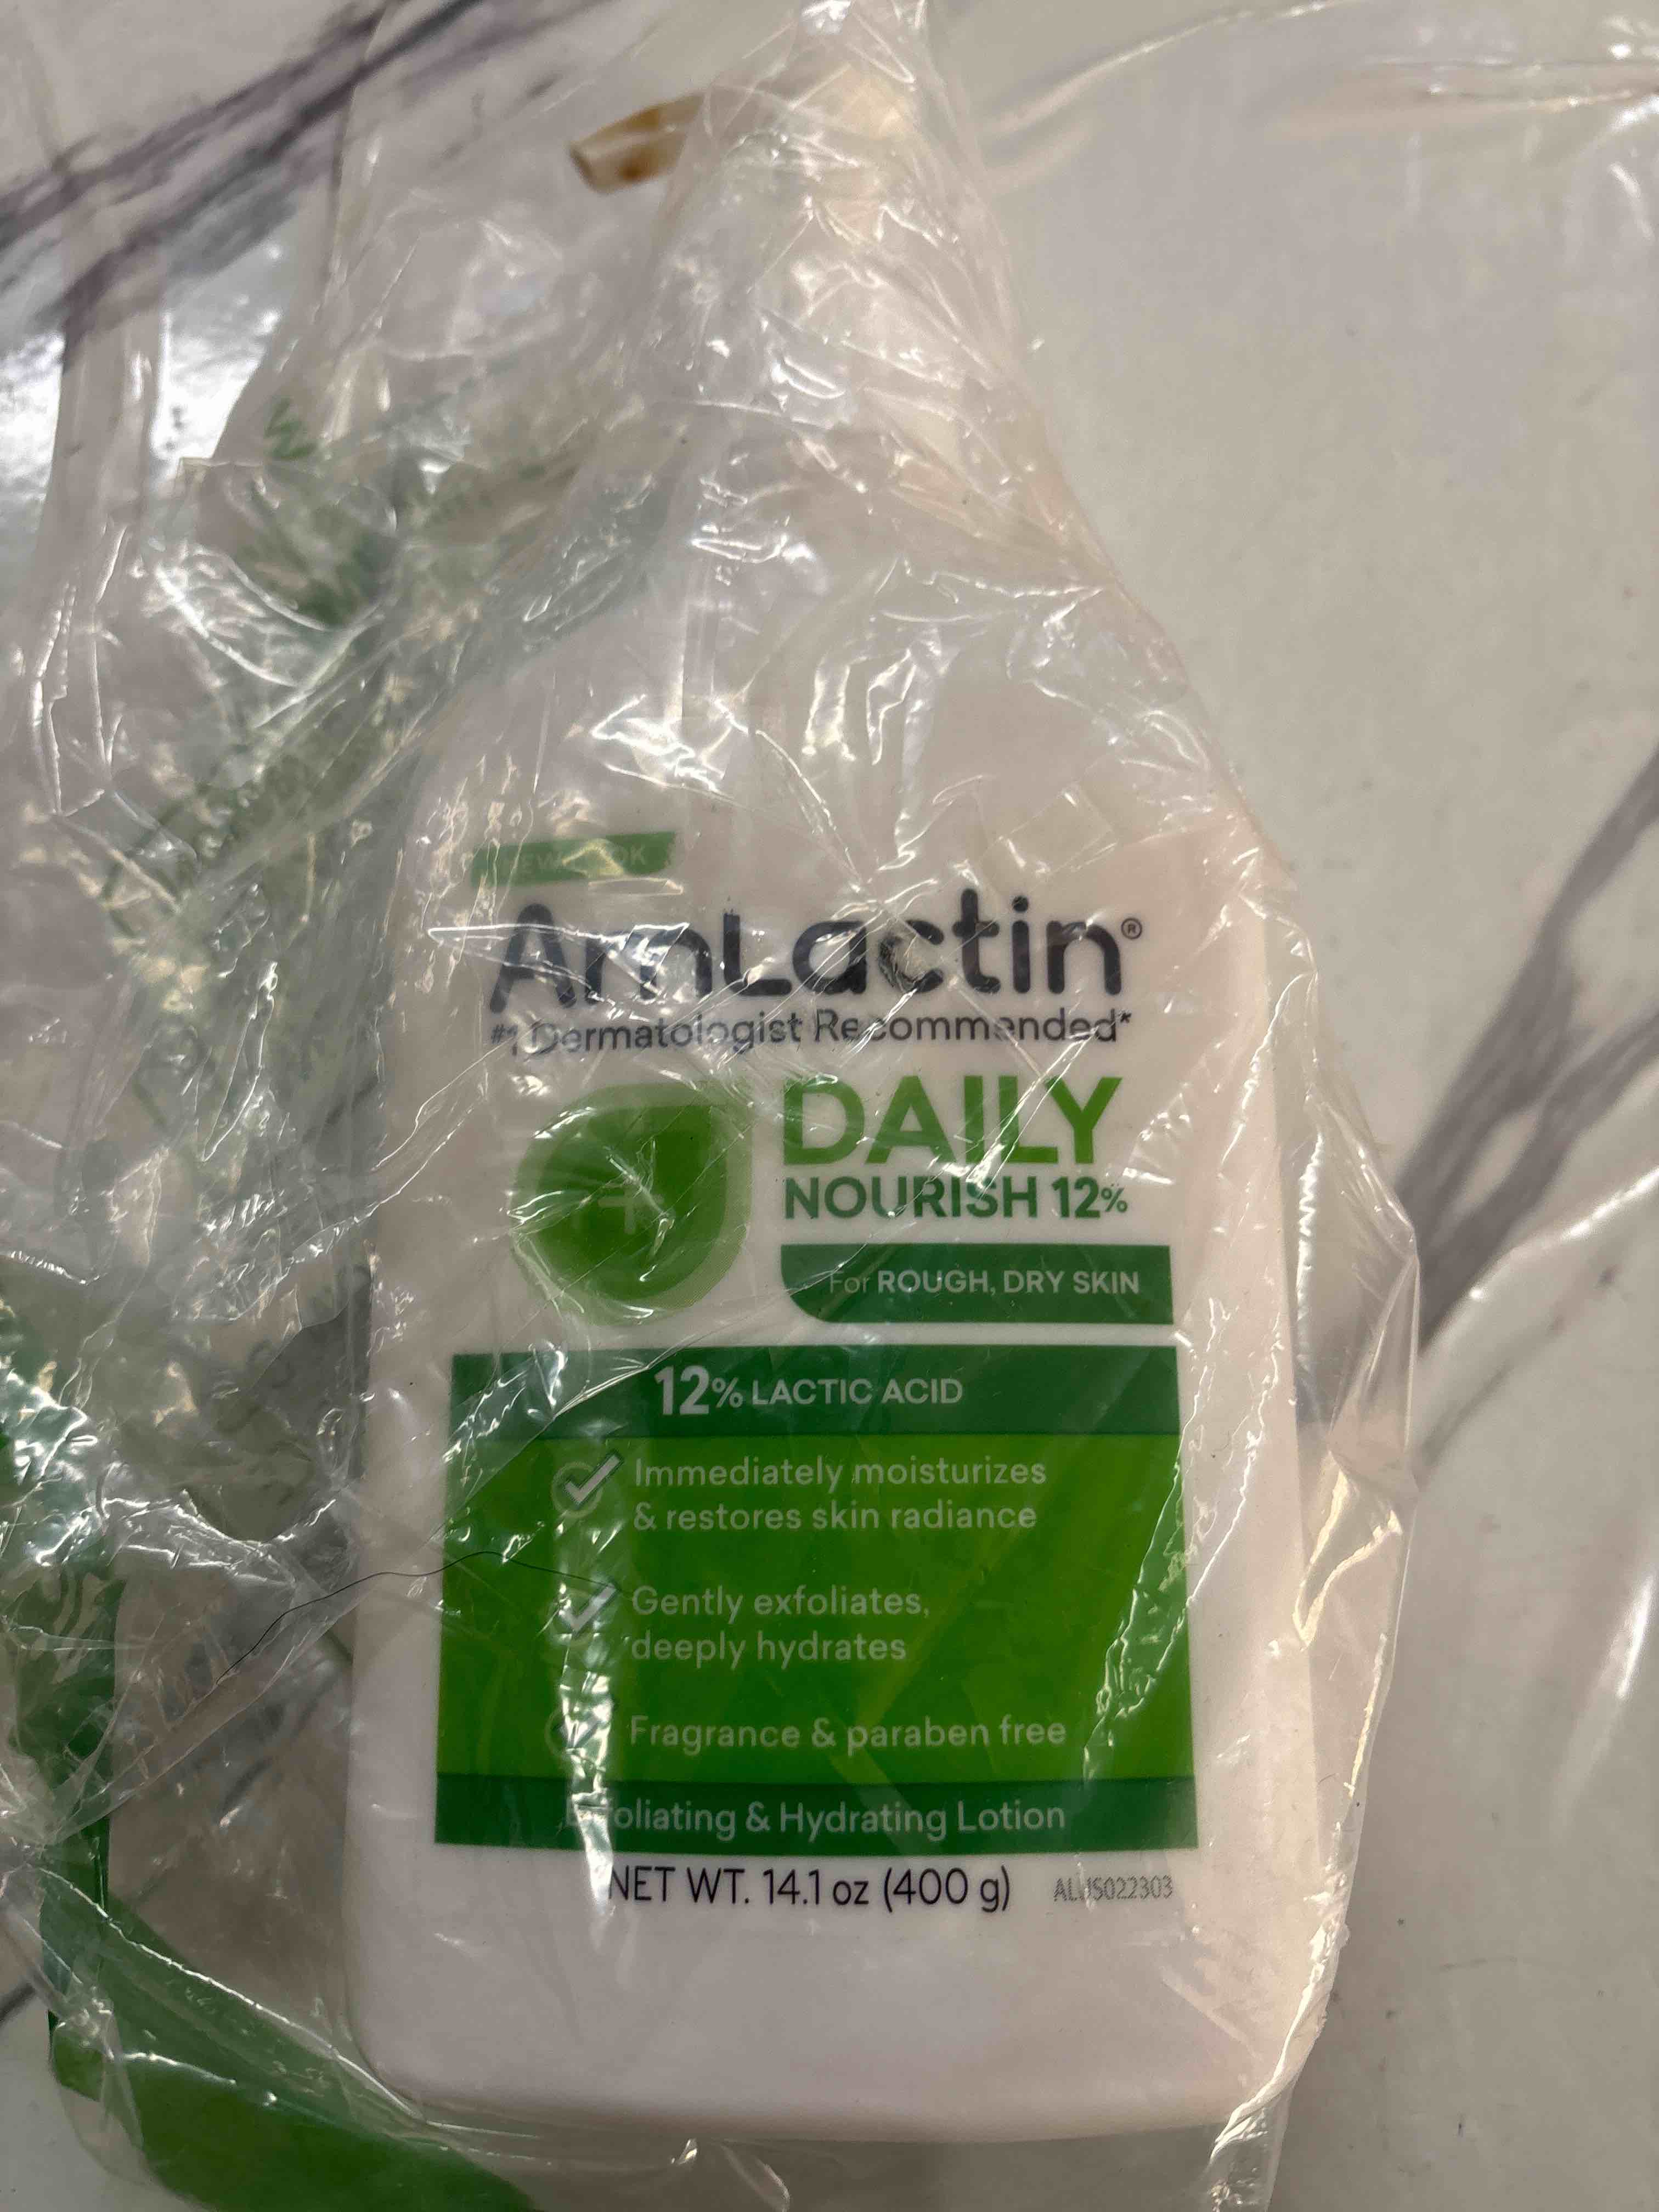 AmLactin®
#1 Dermatologist Recommended*
DAILY
NOURISH 12%
For ROUGH, DRY SKIN
12% LACTIC ACID
Immediately moisturizes
& restores skin radiance
Gently exfoliates,
deeply hydrates
Fragrance & paraben free
Exfoliating & Hydrating Lotion
NET WT. 14.1 oz (400 g)